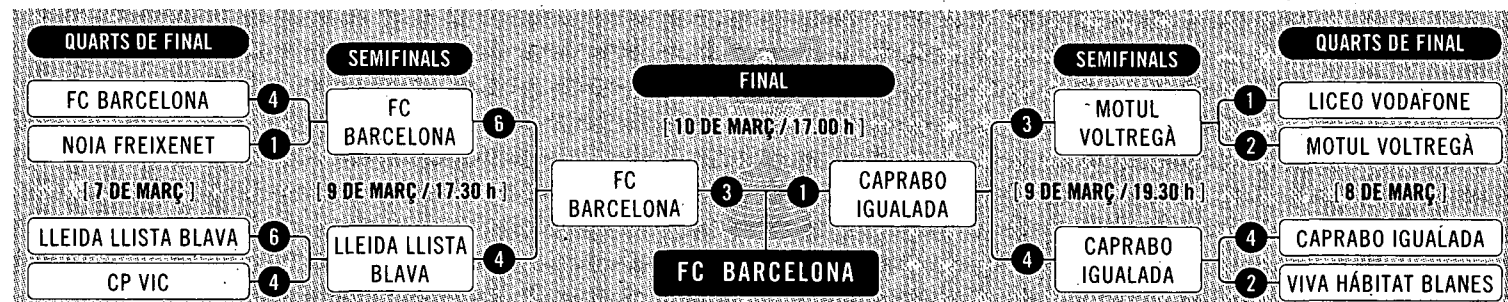 QUARTS DE FINAL
FC BARCELONA 4
NOIA FREIXENET 1
[ 7 DE MARÇ ]
LLEIDA LLISTA BLAVA 6
CP VIC 4
SEMIFINALS
FC
BARCELONA
6
[ 9 DE MARÇ / 17.30 h ]
LLEIDA LLISTA
BLAVA
4
FINAL
[ 10 DE MARÇ / 17.00 h ]
FC
BARCELONA
3
1
CAPRABO
IGUALADA
FC BARCELONA
SEMIFINALS
3
MOTUL
VOLTREGÀ
[ 9 DE MARÇ / 19.30 h ]
4
CAPRABO
IGUALADA
QUARTS DE FINAL
1 LICEO VODAFONE
2 MOTUL VOLTREGÀ
[ 8 DE MARÇ ]
4 CAPRABO IGUALADA
2 VIVA HÁBITAT BLANES